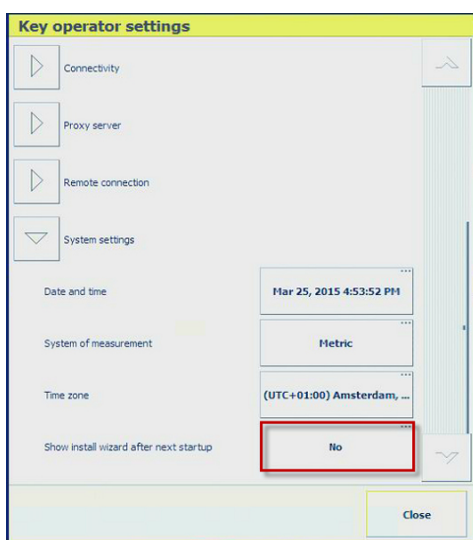 Key operator settings
Connectivity
Proxy server
Remote connection
System settings
Date and time
Mar 25, 2015 4:53:52 PM
System of measurement
Metric
Time zone
(UTC+01:00) Amsterdam, ...
Show install wizard after next startup
No
Close